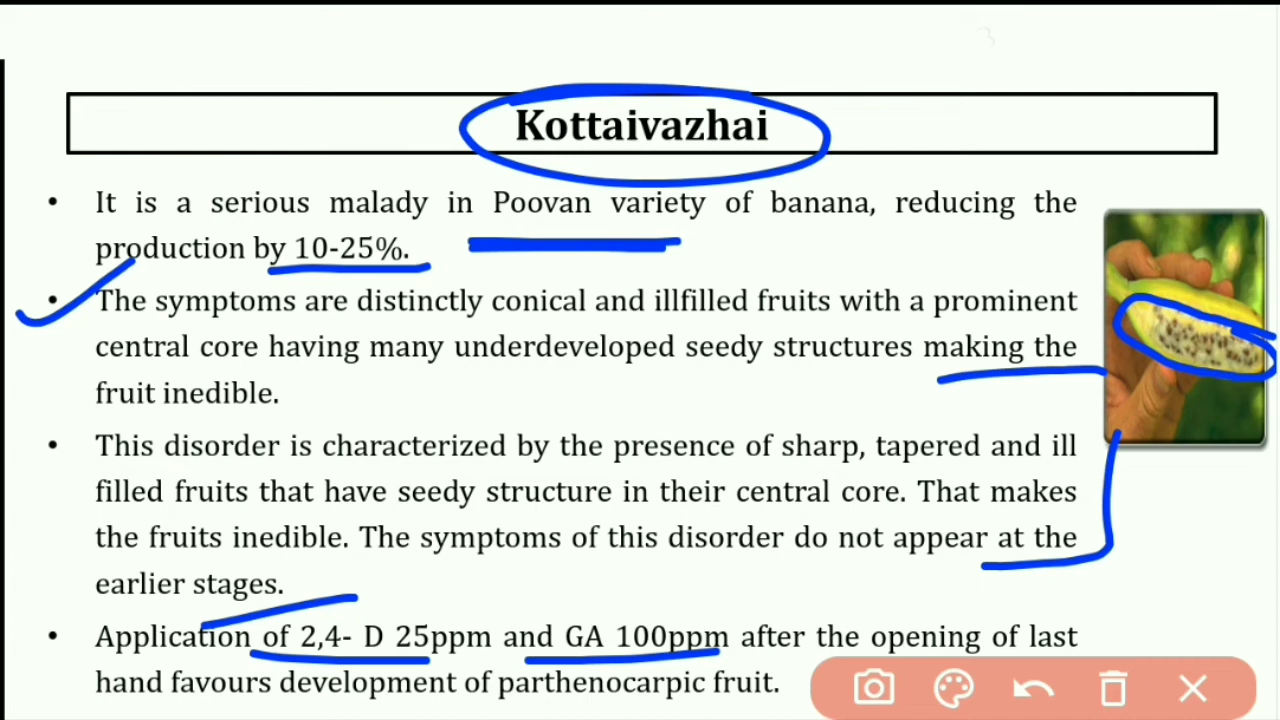 Kottaivazhai
• It is a serious malady in Poovan variety of banana, reducing the
production by 10-25%.
• The symptoms are distinctly conical and illfilled fruits with a prominent
central core having many underdeveloped seedy structures making the
fruit inedible.
• This disorder is characterized by the presence of sharp, tapered and ill
filled fruits that have seedy structure in their central core. That makes
the fruits inedible. The symptoms of this disorder do not appear at the
earlier stages.
• Application of 2,4- D 25ppm and GA 100ppm after the opening of last
hand favours development of parthenocarpic fruit.